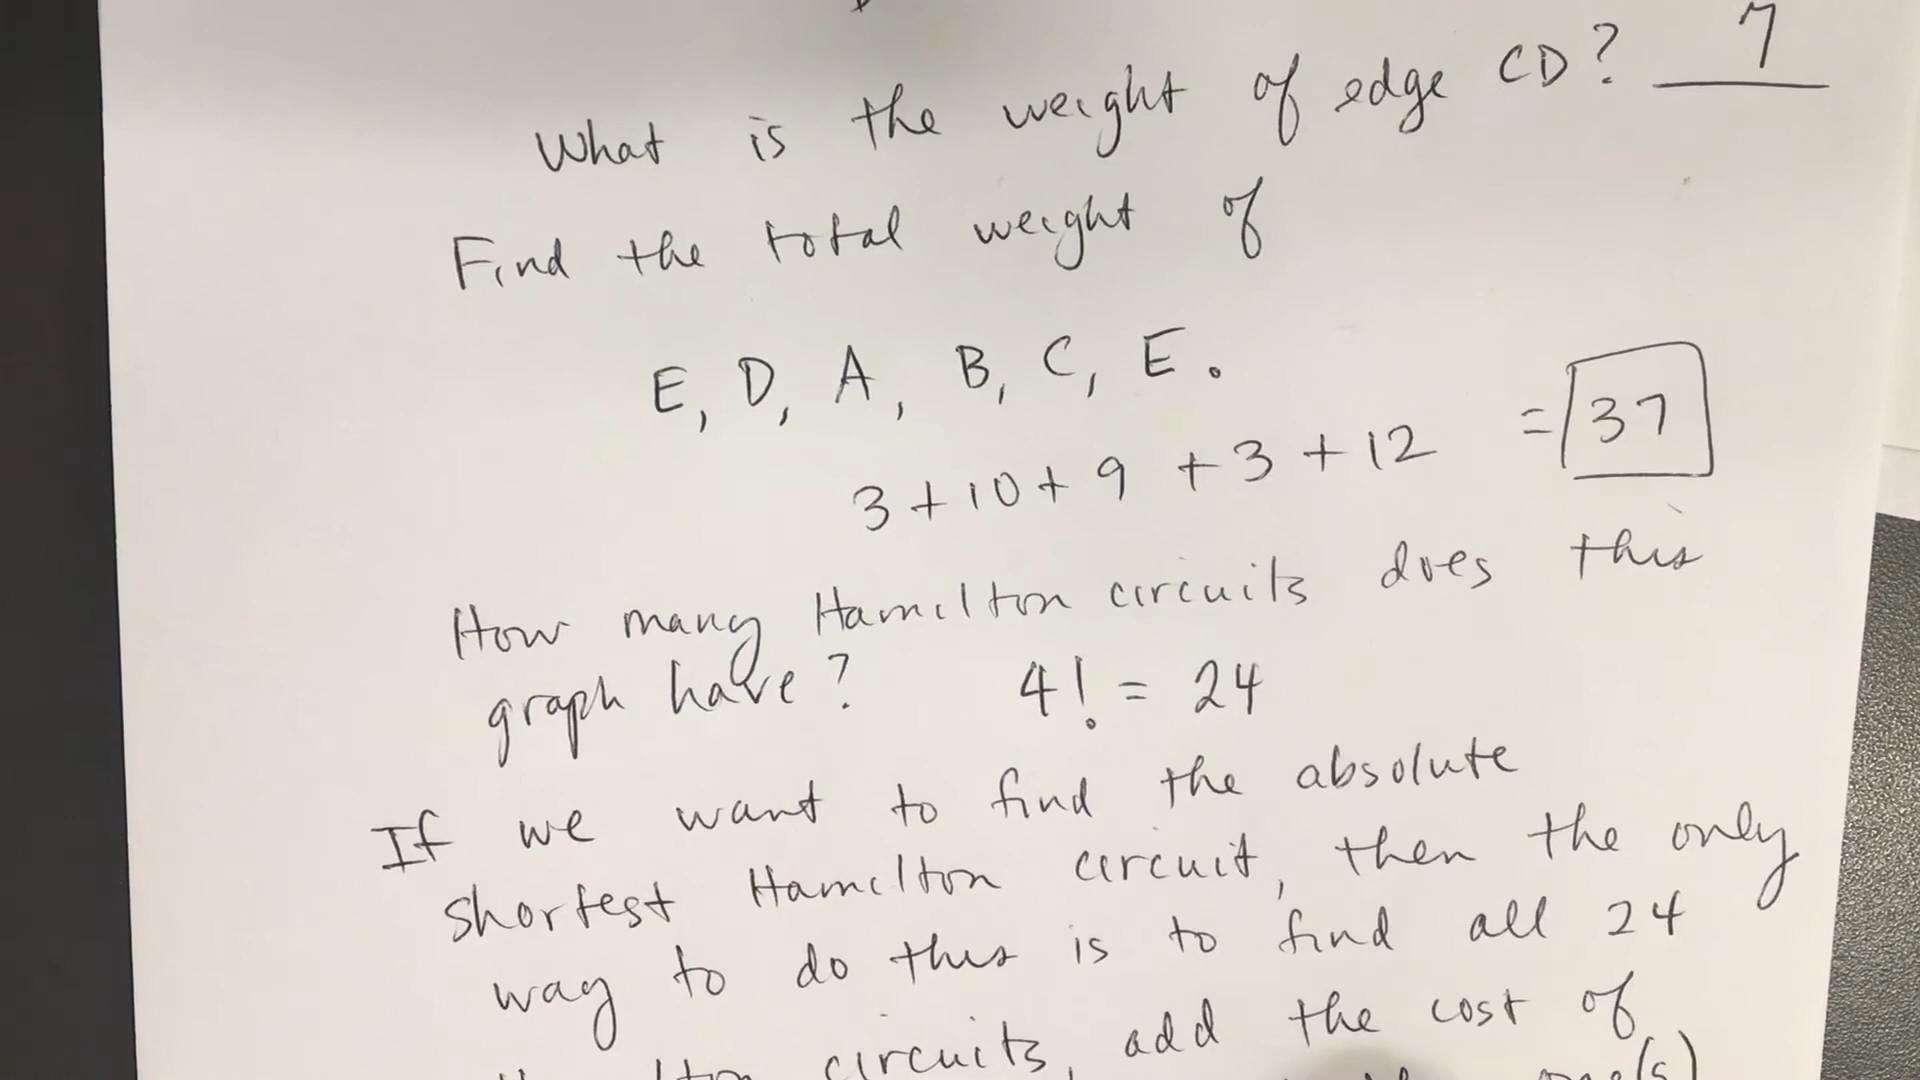 What is the weight of edge CD? 7
Find the total weight of
E, D, A, B, C, E.
3 + 10 + 9 + 3 + 12 = 37
How many Hamilton circuits does this
graph have? 4! = 24
If we want to find the absolute
shortest Hamilton circuit, then the only
way to do this is to find all 24
circuits, add the cost of